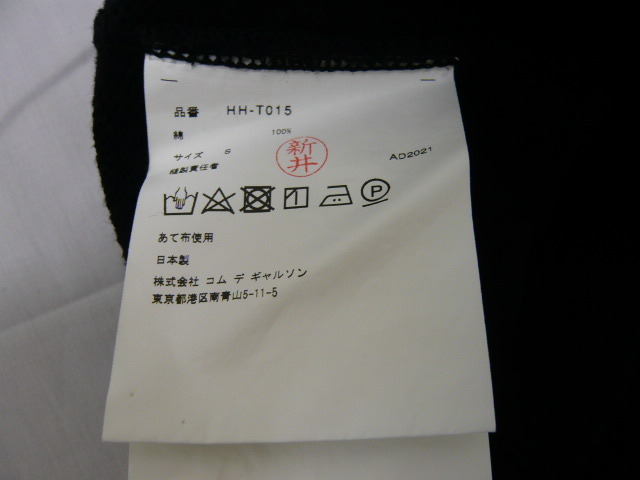 品番 HH-T015
綿 100%
サイズ S
縫製責任者 新井 AD2021
P
あて布使用
日本製
株式会社 コム デ ギャルソン
東京都港区南青山5-11-5